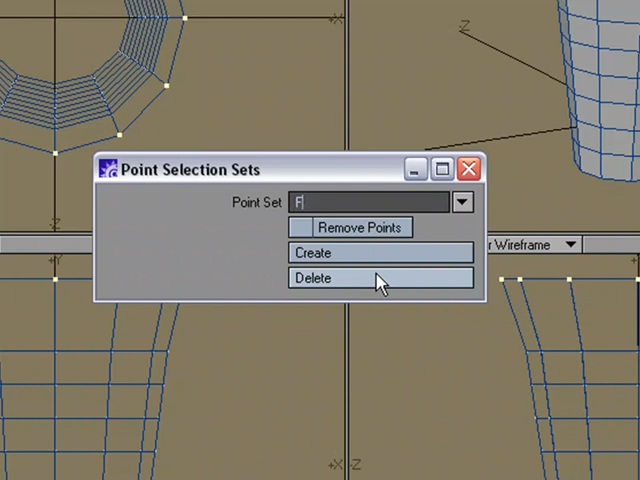 X
Z
Point Selection Sets
Point Set F
Remove Points
Create
Delete
Z
r Wireframe
Y
X Z